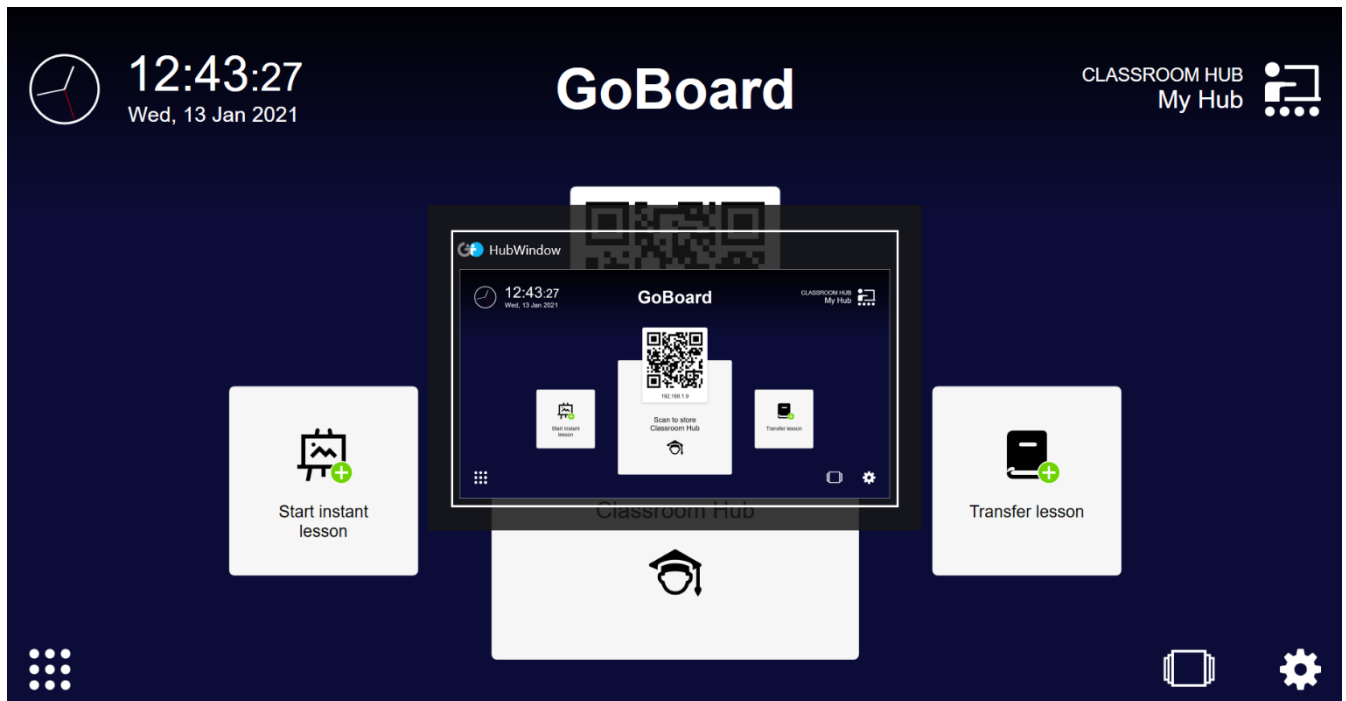 12:43:27
Wed, 13 Jan 2021
GoBoard
CLASSROOM HUB
My Hub
HubWindow
12:43:27
Wed, 13 Jan 2021
GoBoard
CLASSROOM HUB
My Hub
192.168.1.9
Scan to store
Classroom Hub
Start instant
lesson
Transfer lesson
Start instant
lesson
Classroom Hub
Transfer lesson